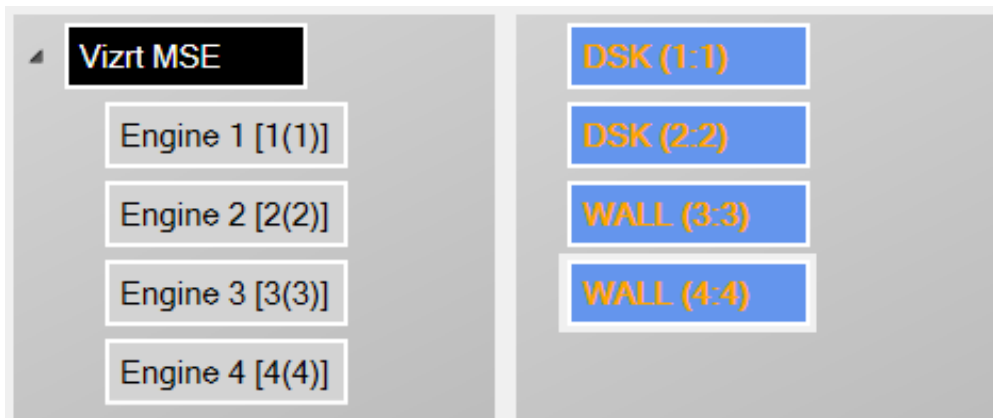 Vizrt MSE
Engine 1 [1(1)]
Engine 2 [2(2)]
Engine 3 [3(3)]
Engine 4 [4(4)]
DSK (1:1)
DSK (2:2)
WALL (3:3)
WALL (4:4)